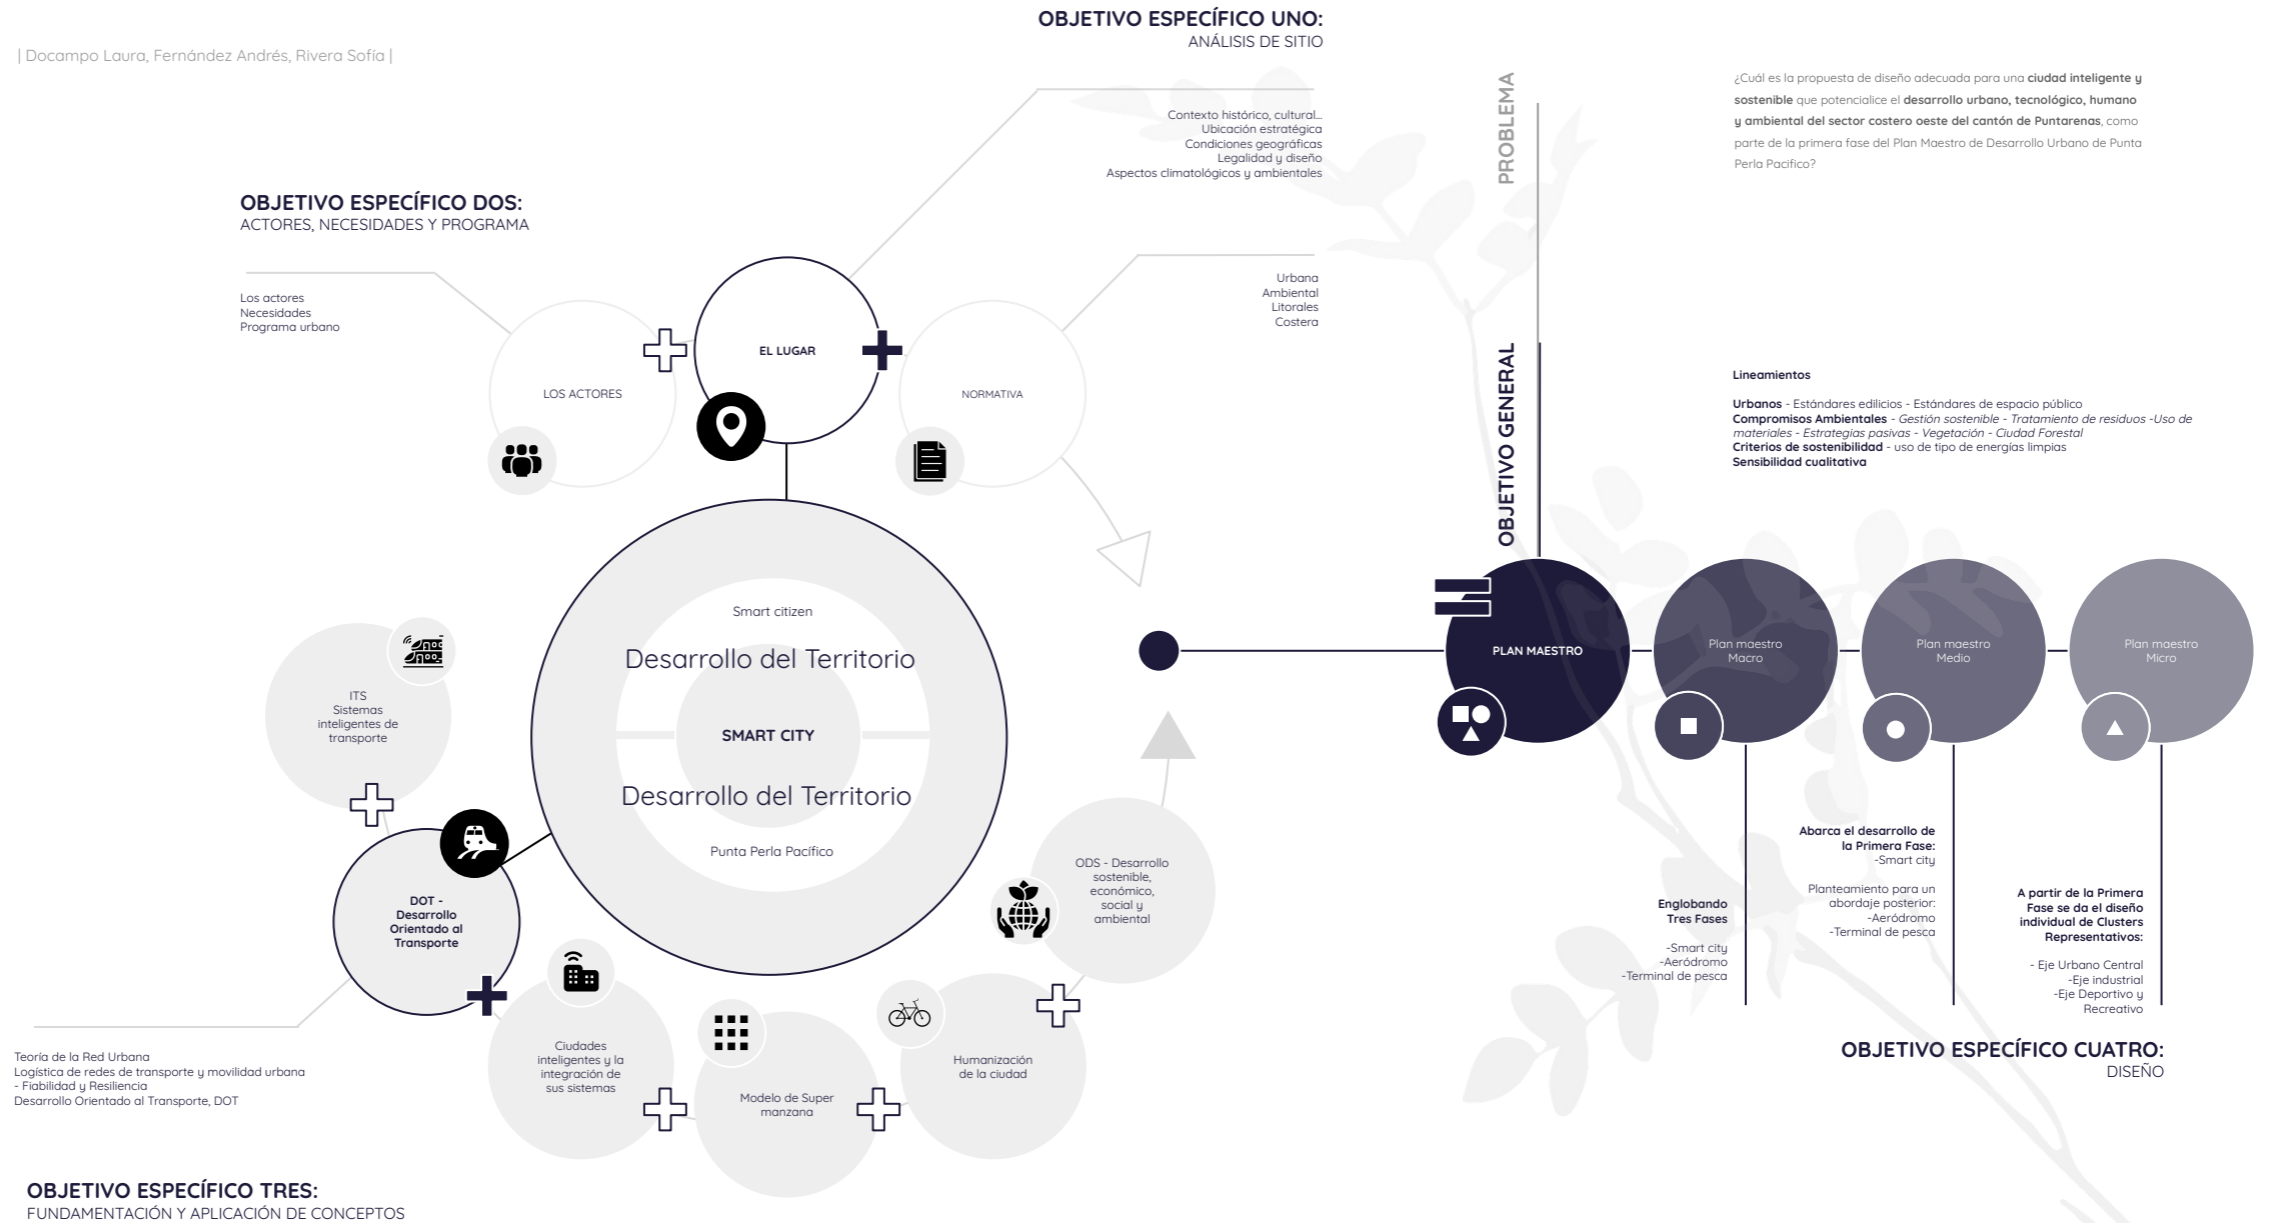 | Docampo Laura, Fernández Andrés, Rivera Sofía |
OBJETIVO ESPECÍFICO UNO:
ANÁLISIS DE SITIO
Contexto histórico, cultural...
Ubicación estratégica
Condiciones geográficas
Legalidad y diseño
Aspectos climatológicos y ambientales
Urbana
Ambiental
Litorales
Costera
OBJETIVO ESPECÍFICO DOS:
ACTORES, NECESIDADES Y PROGRAMA
Los actores
Necesidades
Programa urbano
LOS ACTORES
EL LUGAR
NORMATIVA
Smart citizen
Desarrollo del Territorio
SMART CITY
Desarrollo del Territorio
Punta Perla Pacífico
ITS
Sistemas
inteligentes de
transporte
DOT -
Desarrollo
Orientado al
Transporte
Ciudades
inteligentes y la
integración de
sus sistemas
Modelo de Super
manzana
Humanización
de la ciudad
ODS - Desarrollo
sostenible,
económico,
social y
ambiental
Teoría de la Red Urbana
Logística de redes de transporte y movilidad urbana
- Fiabilidad y Resiliencia
Desarrollo Orientado al Transporte, DOT
OBJETIVO ESPECÍFICO TRES:
FUNDAMENTACIÓN Y APLICACIÓN DE CONCEPTOS
PROBLEMA
¿Cuál es la propuesta de diseño adecuada para una ciudad inteligente y
sostenible que potencialice el desarrollo urbano, tecnológico, humano
y ambiental del sector costero oeste del cantón de Puntarenas, como
parte de la primera fase del Plan Maestro de Desarrollo Urbano de Punta
Perla Pacifico?
OBJETIVO GENERAL
Lineamientos
Urbanos - Estándares edilicios - Estándares de espacio público
Compromisos Ambientales - Gestión sostenible - Tratamiento de residuos -Uso de
materiales - Estrategias pasivas - Vegetación - Ciudad Forestal
Criterios de sostenibilidad - uso de tipo de energías limpias
Sensibilidad cualitativa
PLAN MAESTRO
Plan maestro
Macro
Plan maestro
Medio
Plan maestro
Micro
Englobando
Tres Fases
-Smart city
-Aeródromo
-Terminal de pesca
Abarca el desarrollo de
la Primera Fase:
-Smart city
Planteamiento para un
abordaje posterior:
-Aeródromo
-Terminal de pesca
A partir de la Primera
Fase se da el diseño
individual de Clusters
Representativos:
- Eje Urbano Central
-Eje industrial
-Eje Deportivo y
Recreativo
OBJETIVO ESPECÍFICO CUATRO:
DISEÑO